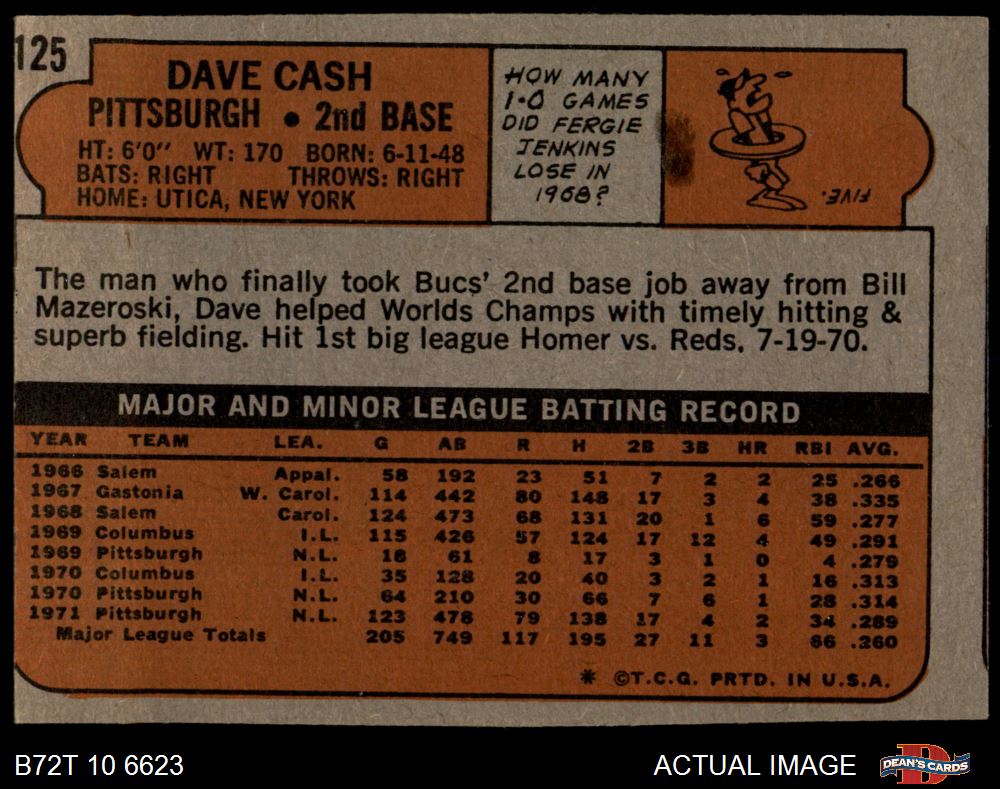 125
DAVE CASH
PITTSBURGH • 2nd BASE
HT: 6'0" WT: 170 BORN: 6-11-48
BATS: RIGHT THROWS: RIGHT
HOME: UTICA, NEW YORK
HOW MANY
1-0 GAMES
DID FERGIE
JENKINS
LOSE IN
1968?
FIVE.
The man who finally took Bucs' 2nd base job away from Bill
Mazeroski, Dave helped Worlds Champs with timely hitting &
superb fielding. Hit 1st big league Homer vs. Reds, 7-19-70.
MAJOR AND MINOR LEAGUE BATTING RECORD
YEAR TEAM LEA. G AB R H 2B 3B HR RBI AVG.
1966 Salem Appal. 58 192 23 51 7 2 2 25 .266
1967 Gastonia W. Carol. 114 442 80 148 17 3 4 38 .335
1968 Salem Carol. 124 473 68 131 20 1 6 59 .277
1969 Columbus I.L. 115 426 57 124 17 12 4 49 .291
1969 Pittsburgh N.L. 18 61 8 17 3 1 0 4 .279
1970 Columbus I.L. 35 128 20 40 3 2 1 16 .313
1970 Pittsburgh N.L. 64 210 30 66 7 6 1 28 .314
1971 Pittsburgh N.L. 123 478 79 138 17 4 2 34 .289
Major League Totals 205 749 117 195 27 11 3 66 .260
* ©T.C.G. PRTD. IN U.S.A.
B72T 10 6623
ACTUAL IMAGE
DEAN'S CARDS